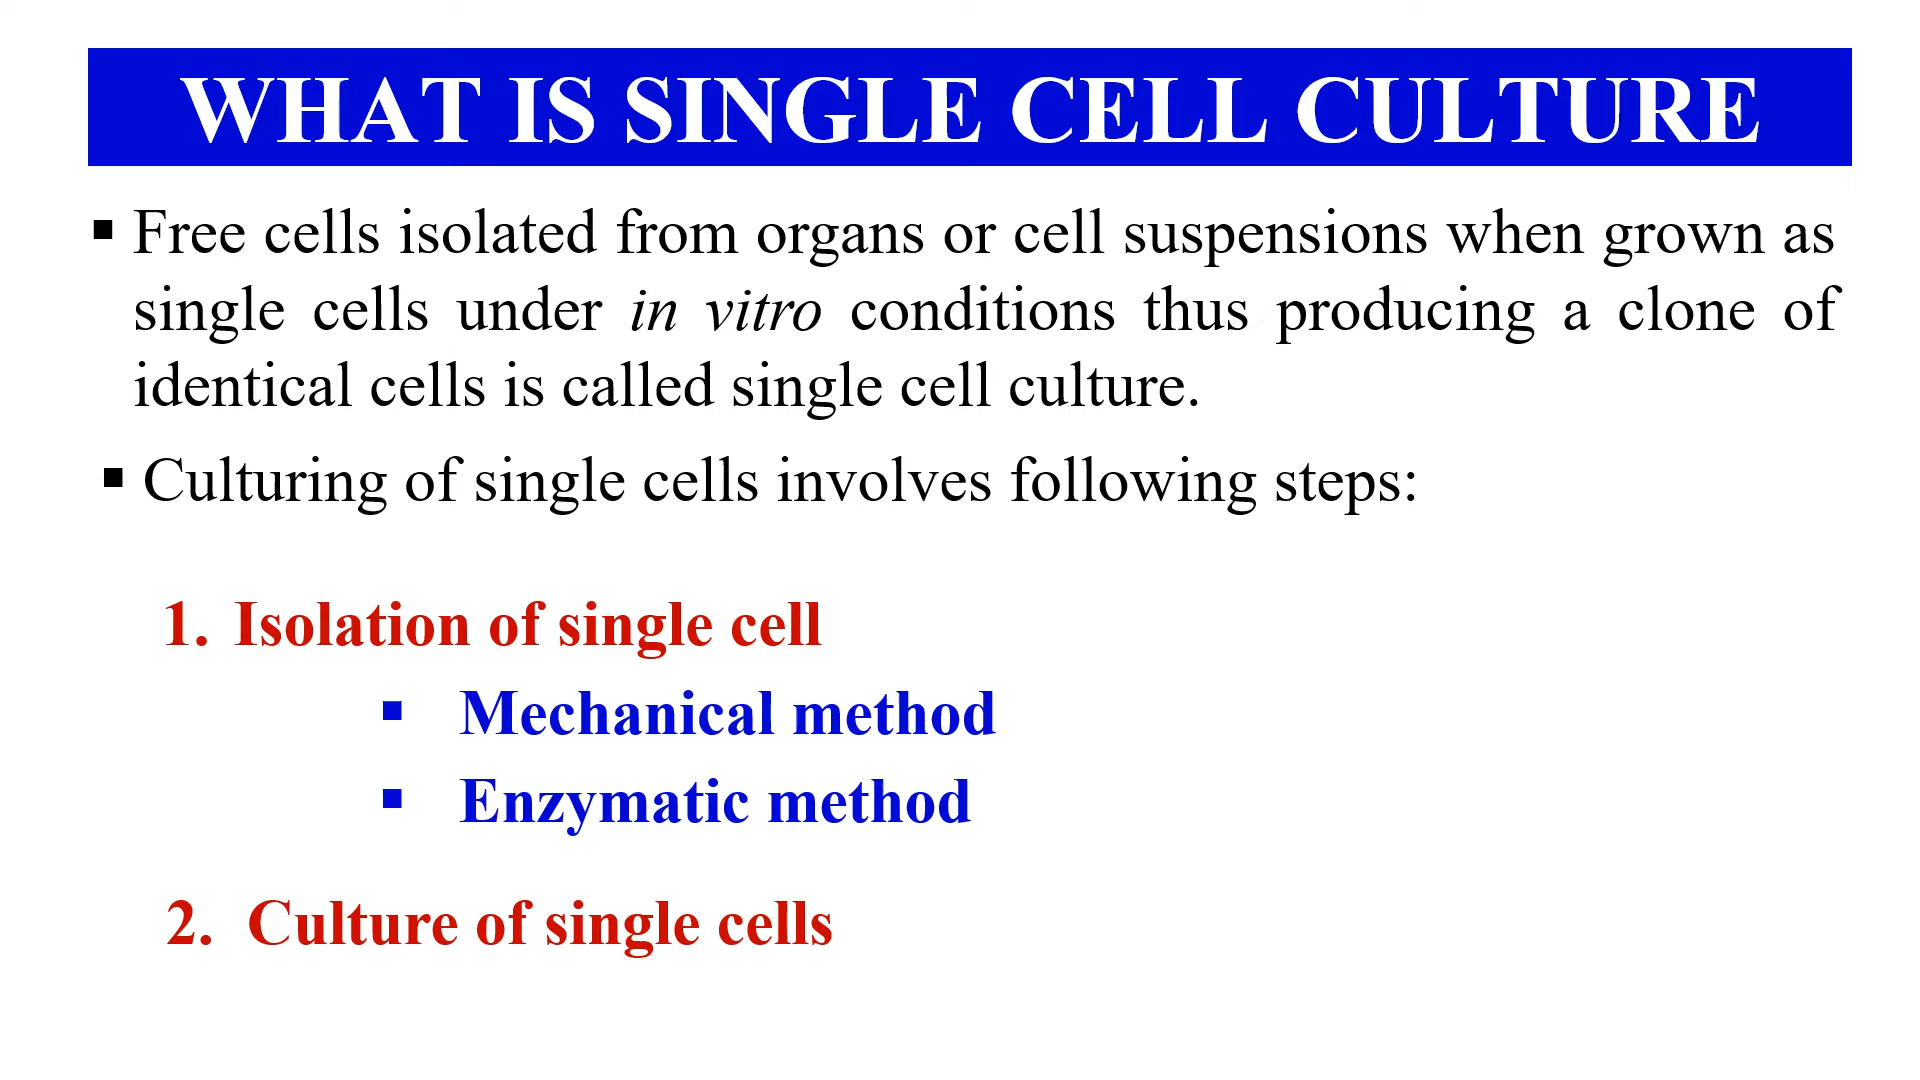 WHAT IS SINGLE CELL CULTURE
▪ Free cells isolated from organs or cell suspensions when grown as
single cells under in vitro conditions thus producing a clone of
identical cells is called single cell culture.
▪ Culturing of single cells involves following steps:
1. Isolation of single cell
▪ Mechanical method
▪ Enzymatic method
2. Culture of single cells